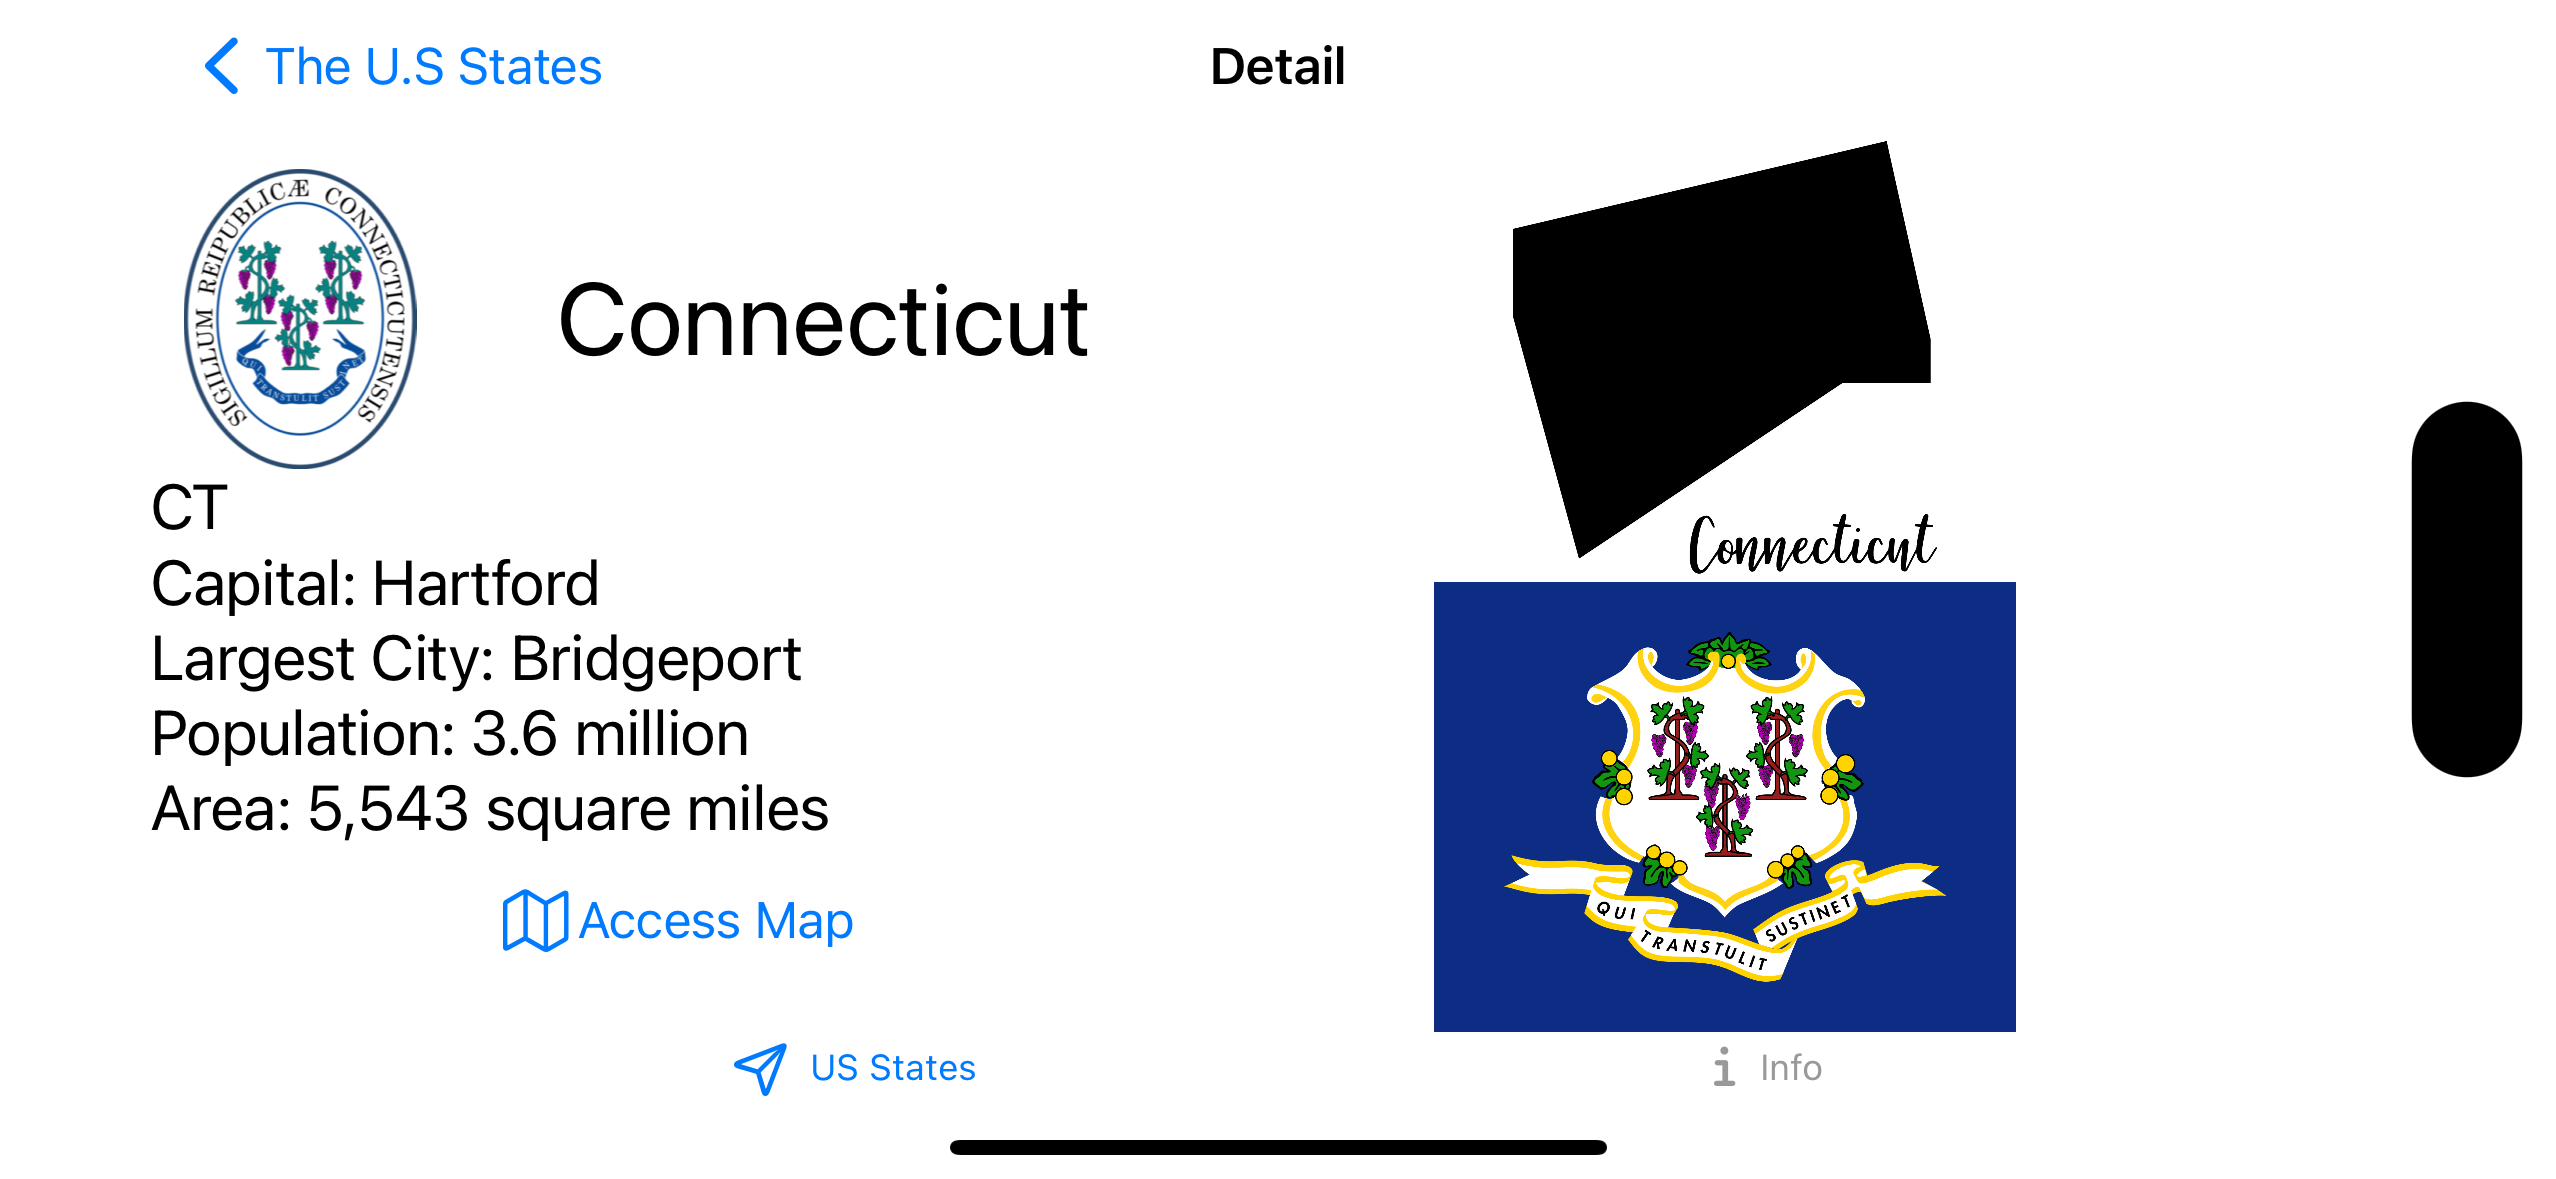 The U.S States
Detail
SIGILLUM REIPUBLICÆ CONNECTICUTENSIS
QUI TRANSTULIT SUSTINET
Connecticut
CT
Capital: Hartford
Largest City: Bridgeport
Population: 3.6 million
Area: 5,543 square miles
Access Map
Connecticut
QUI
TRANSTULIT
SUSTINET
US States
Info